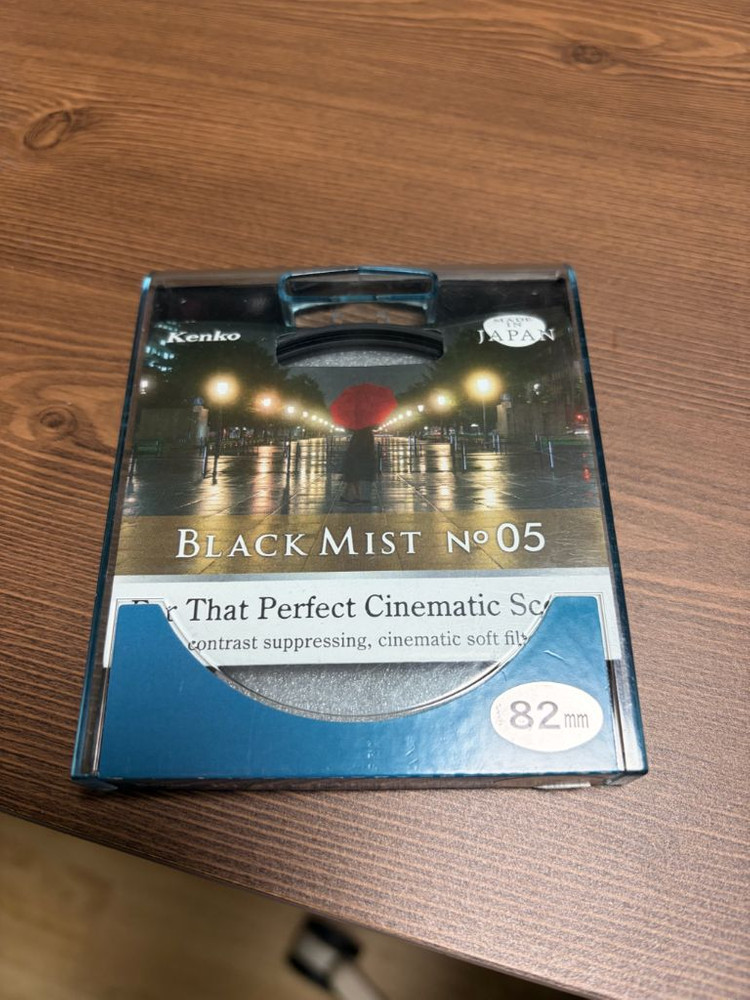 Kenko
MADE
IN
JAPAN
BLACK MIST No 05
That Perfect Cinematic
contrast suppressing, cinematic soft
82mm